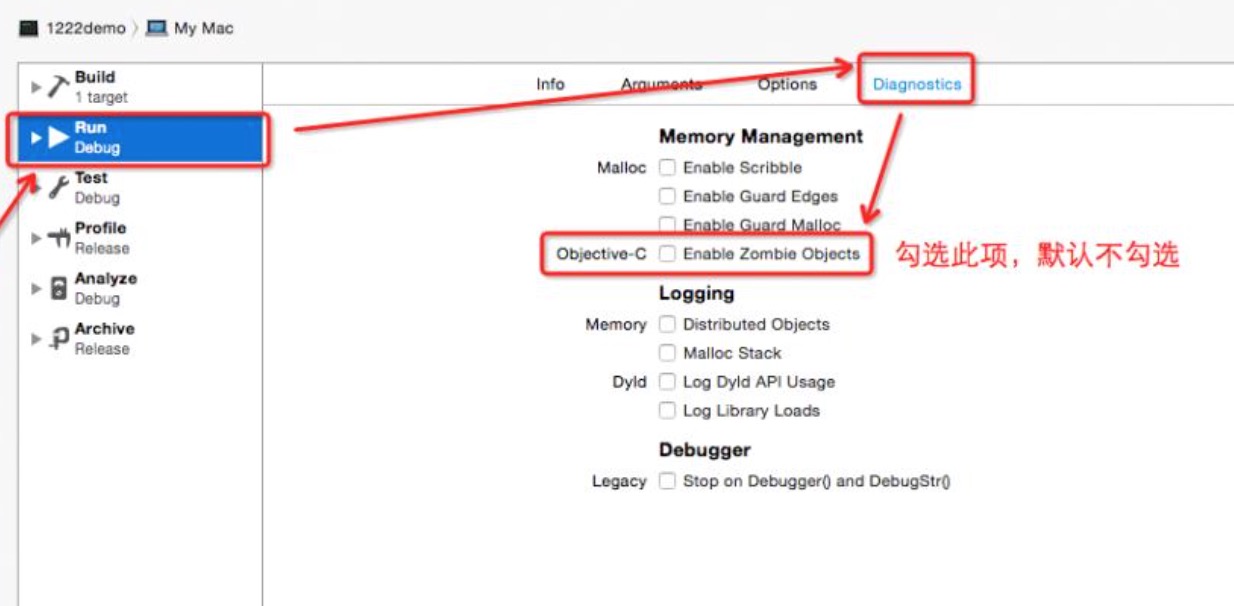 1222demo 〉 My Mac
Build
1 target
Run
Debug
Test
Debug
Profile
Release
Analyze
Debug
Archive
Release
Info Arguments Options Diagnostics
Memory Management
Malloc Enable Scribble
Enable Guard Edges
Enable Guard Malloc
Objective-C Enable Zombie Objects 勾选此项，默认不勾选
Logging
Memory Distributed Objects
Malloc Stack
Dyld Log Dyld API Usage
Log Library Loads
Debugger
Legacy Stop on Debugger() and DebugStr()